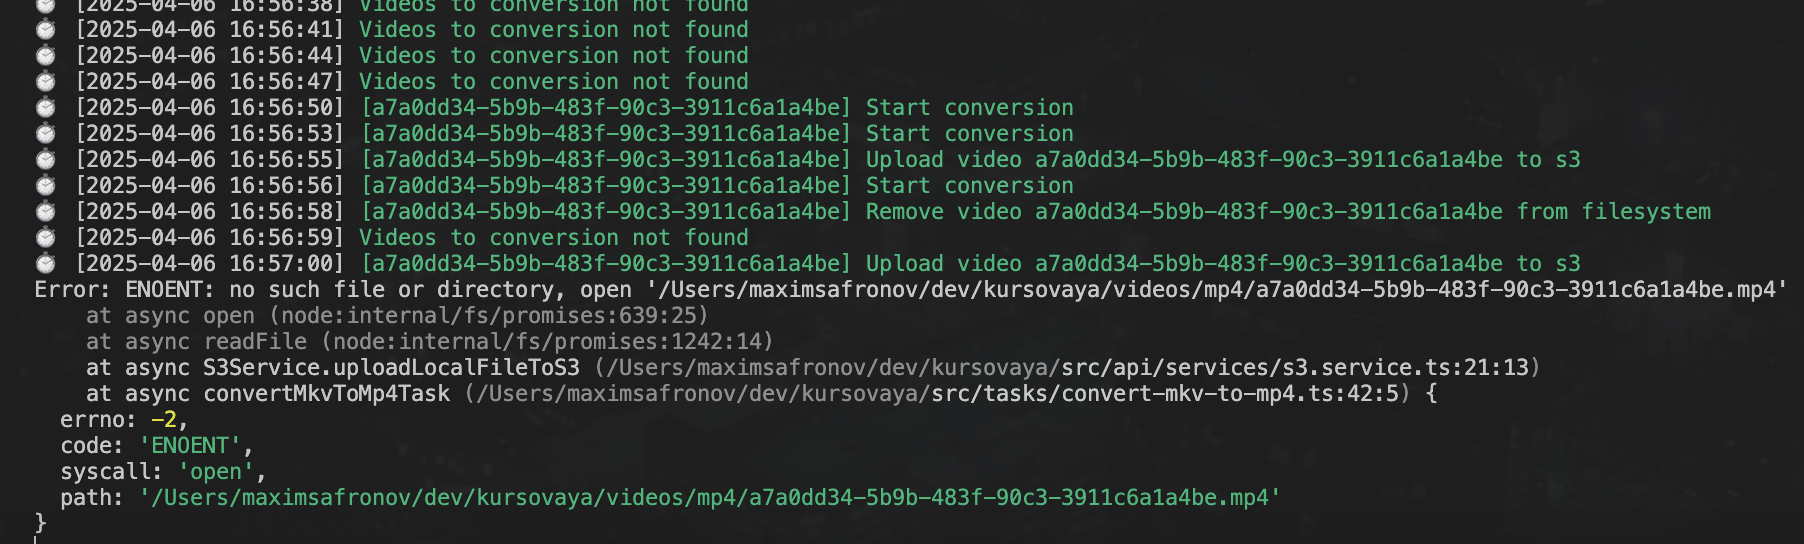 [2025-04-06 16:56:38] Videos to conversion not found
[2025-04-06 16:56:41] Videos to conversion not found
[2025-04-06 16:56:44] Videos to conversion not found
[2025-04-06 16:56:47] Videos to conversion not found
[2025-04-06 16:56:50] [a7a0dd34-5b9b-483f-90c3-3911c6a1a4be] Start conversion
[2025-04-06 16:56:53] [a7a0dd34-5b9b-483f-90c3-3911c6a1a4be] Start conversion
[2025-04-06 16:56:55] [a7a0dd34-5b9b-483f-90c3-3911c6a1a4be] Upload video a7a0dd34-5b9b-483f-90c3-3911c6a1a4be to s3
[2025-04-06 16:56:56] [a7a0dd34-5b9b-483f-90c3-3911c6a1a4be] Start conversion
[2025-04-06 16:56:58] [a7a0dd34-5b9b-483f-90c3-3911c6a1a4be] Remove video a7a0dd34-5b9b-483f-90c3-3911c6a1a4be from filesystem
[2025-04-06 16:56:59] Videos to conversion not found
[2025-04-06 16:57:00] [a7a0dd34-5b9b-483f-90c3-3911c6a1a4be] Upload video a7a0dd34-5b9b-483f-90c3-3911c6a1a4be to s3
Error: ENOENT: no such file or directory, open '/Users/maximsafronov/dev/kursovaya/videos/mp4/a7a0dd34-5b9b-483f-90c3-3911c6a1a4be.mp4'
    at async open (node:internal/fs/promises:639:25)
    at async readFile (node:internal/fs/promises:1242:14)
    at async S3Service.uploadLocalFileToS3 (/Users/maximsafronov/dev/kursovaya/src/api/services/s3.service.ts:21:13)
    at async convertMkvToMp4Task (/Users/maximsafronov/dev/kursovaya/src/tasks/convert-mkv-to-mp4.ts:42:5) {
  errno: -2,
  code: 'ENOENT',
  syscall: 'open',
  path: '/Users/maximsafronov/dev/kursovaya/videos/mp4/a7a0dd34-5b9b-483f-90c3-3911c6a1a4be.mp4'
}